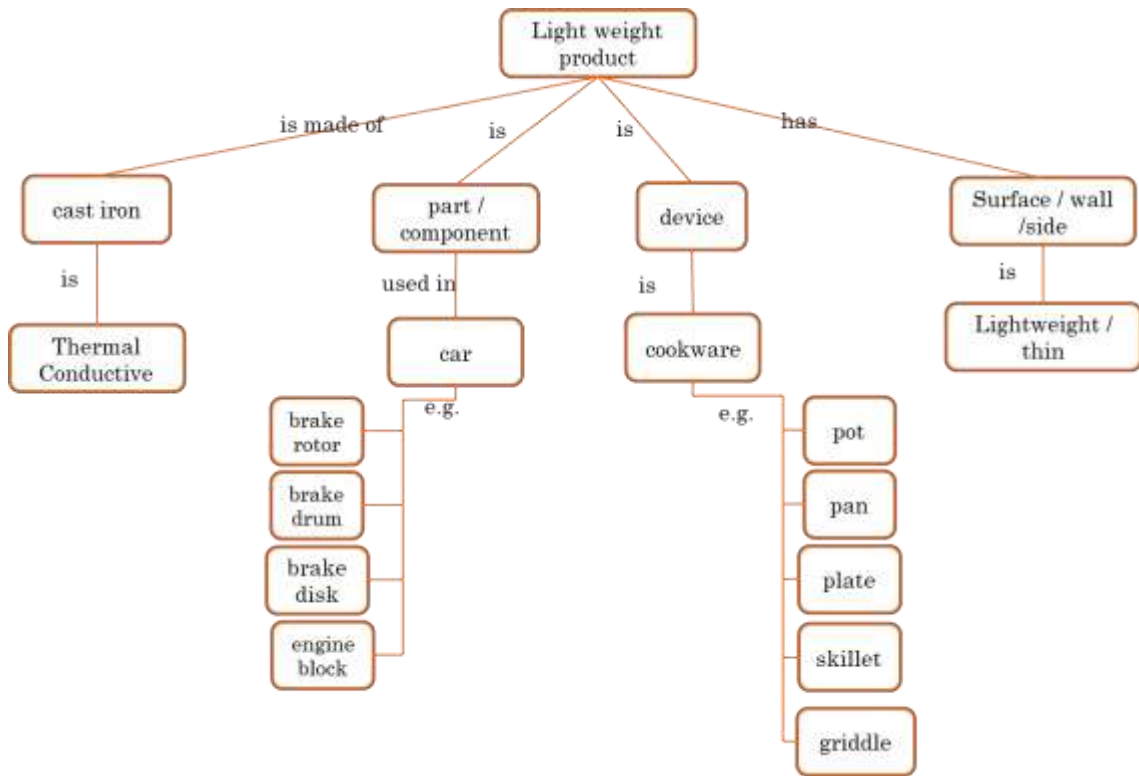 Light weight
product
is made of
is
is
has
cast iron
part /
component
device
Surface / wall
/side
is
used in
is
is
Thermal
Conductive
car
cookware
Lightweight /
thin
e.g.
e.g.
brake
rotor
brake
drum
brake
disk
engine
block
pot
pan
plate
skillet
griddle